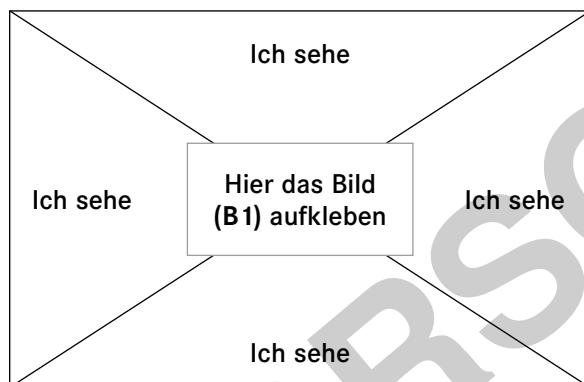 Ich sehe
Ich sehe
Hier das Bild
(B1) aufkleben
Ich sehe
Ich sehe